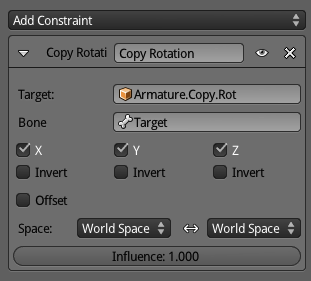 Add Constraint
Copy Rotati Copy Rotation
Target: Armature.Copy.Rot
Bone Target
X Y Z
Invert Invert Invert
Offset
Space: World Space World Space
Influence: 1.000